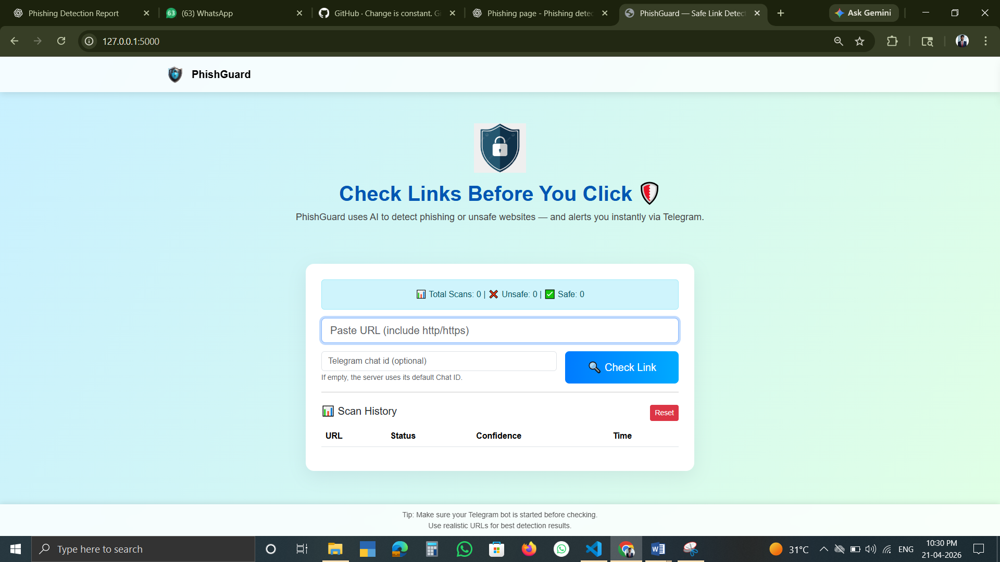 Phishing Detection Report
63 (63) WhatsApp
GitHub · Change is constant. Gi
Phishing page - Phishing detec
PhishGuard — Safe Link Detect
Ask Gemini
127.0.0.1:5000
PhishGuard
Check Links Before You Click
PhishGuard uses AI to detect phishing or unsafe websites — and alerts you instantly via Telegram.
📊 Total Scans: 0 | ❌ Unsafe: 0 | ✅ Safe: 0
Paste URL (include http/https)
Telegram chat id (optional)
🔍 Check Link
If empty, the server uses its default Chat ID.
📊 Scan History
Reset
URL Status Confidence Time
Tip: Make sure your Telegram bot is started before checking.
Use realistic URLs for best detection results.
Type here to search
31°C
ENG
10:30 PM
21-04-2026